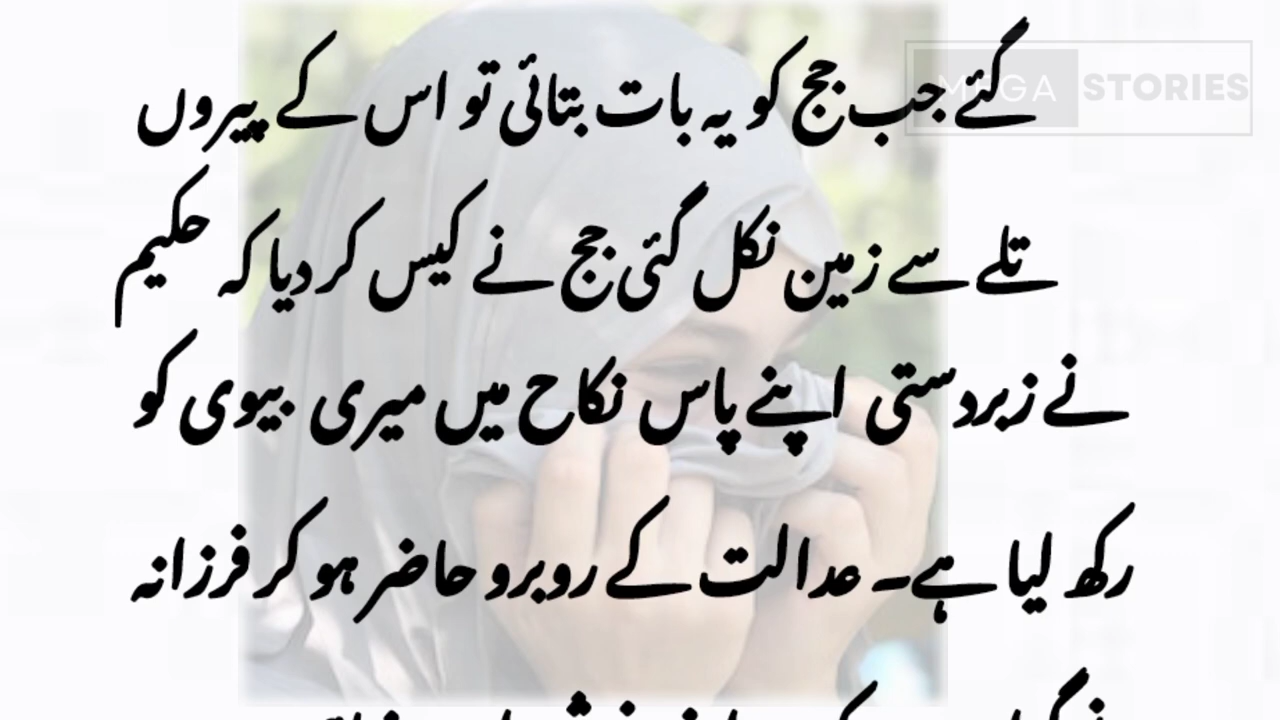 MEGA STORIES
گئے جب جج کو یہ بات بتائی تو اس کے پیروں
تلے سے زمین نکل گئی جج نے کیس کر دیا کہ حکیم
نے زبردستی اپنے پاس نکاح میں میری بیوی کو
رکھ لیا ہے۔ عدالت کے روبرو حاضر ہو کر فرزانہ